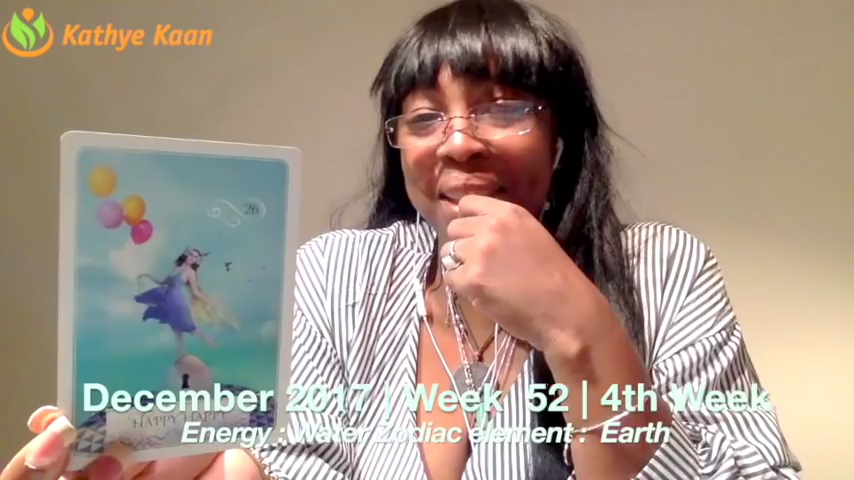 Kathye Kaan
26
HAPPY HAPPY
December 2017 | Week 52 | 4th Week
Energy : Water Zodiac element : Earth